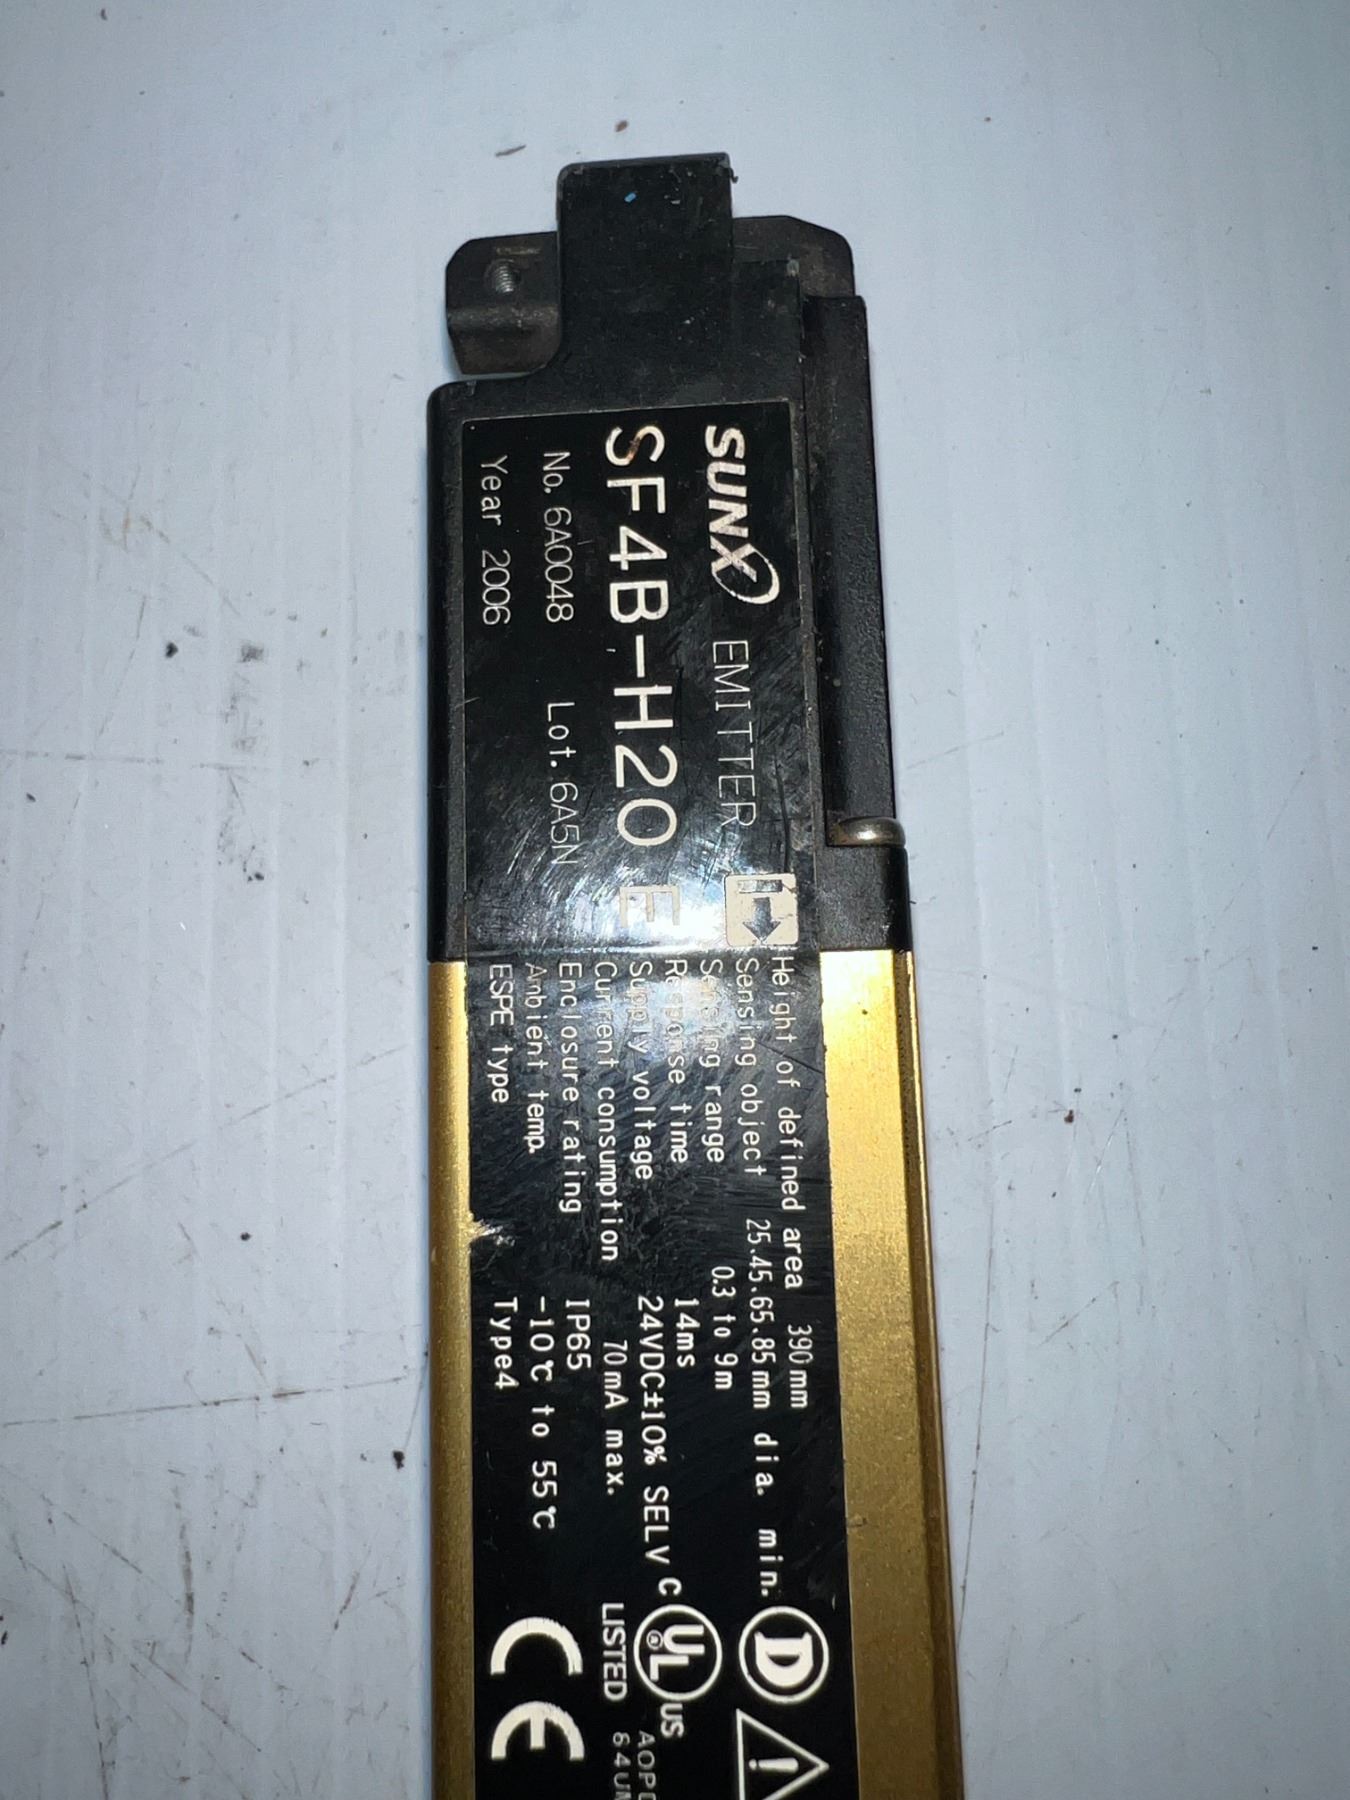 SUNX EMITTER
SF4B-H20 E
No. 6A0048 Lot. 6A5N
Year 2006
Height of defined area 390mm
Sensing object 25.45.65.85mm dia. min.
Sensing range 0.3 to 9m
Response time 14ms
Supply voltage 24VDC±10% SELV
Current consumption 70mA max.
Enclosure rating IP65
Ambient temp. -10℃ to 55℃
ESPE type Type4
D
C UL US
LISTED
CE